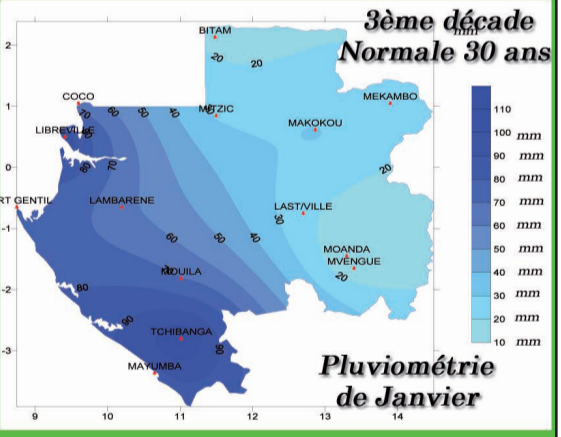 3ème décade
mm
Normale 30 ans
BITAM
2
20
20
COCO
MEKAMBO
1
70
60
50
40
MITZIC
MAKOKOU
110
LIBREVILLE
100 mm
90 mm
0
80
70
20
80 mm
RT GENTIL
LAMBARENE
LAST/VILLE
70 mm
30
60 mm
-1
60
50
40
50 mm
MOANDA
MVENGUE
40 mm
MOUILA
20
30 mm
-2
80
20 mm
90
10 mm
TCHIBANGA
-3
90
MAYUMBA
Pluviométrie
de Janvier
9 10 11 12 13 14